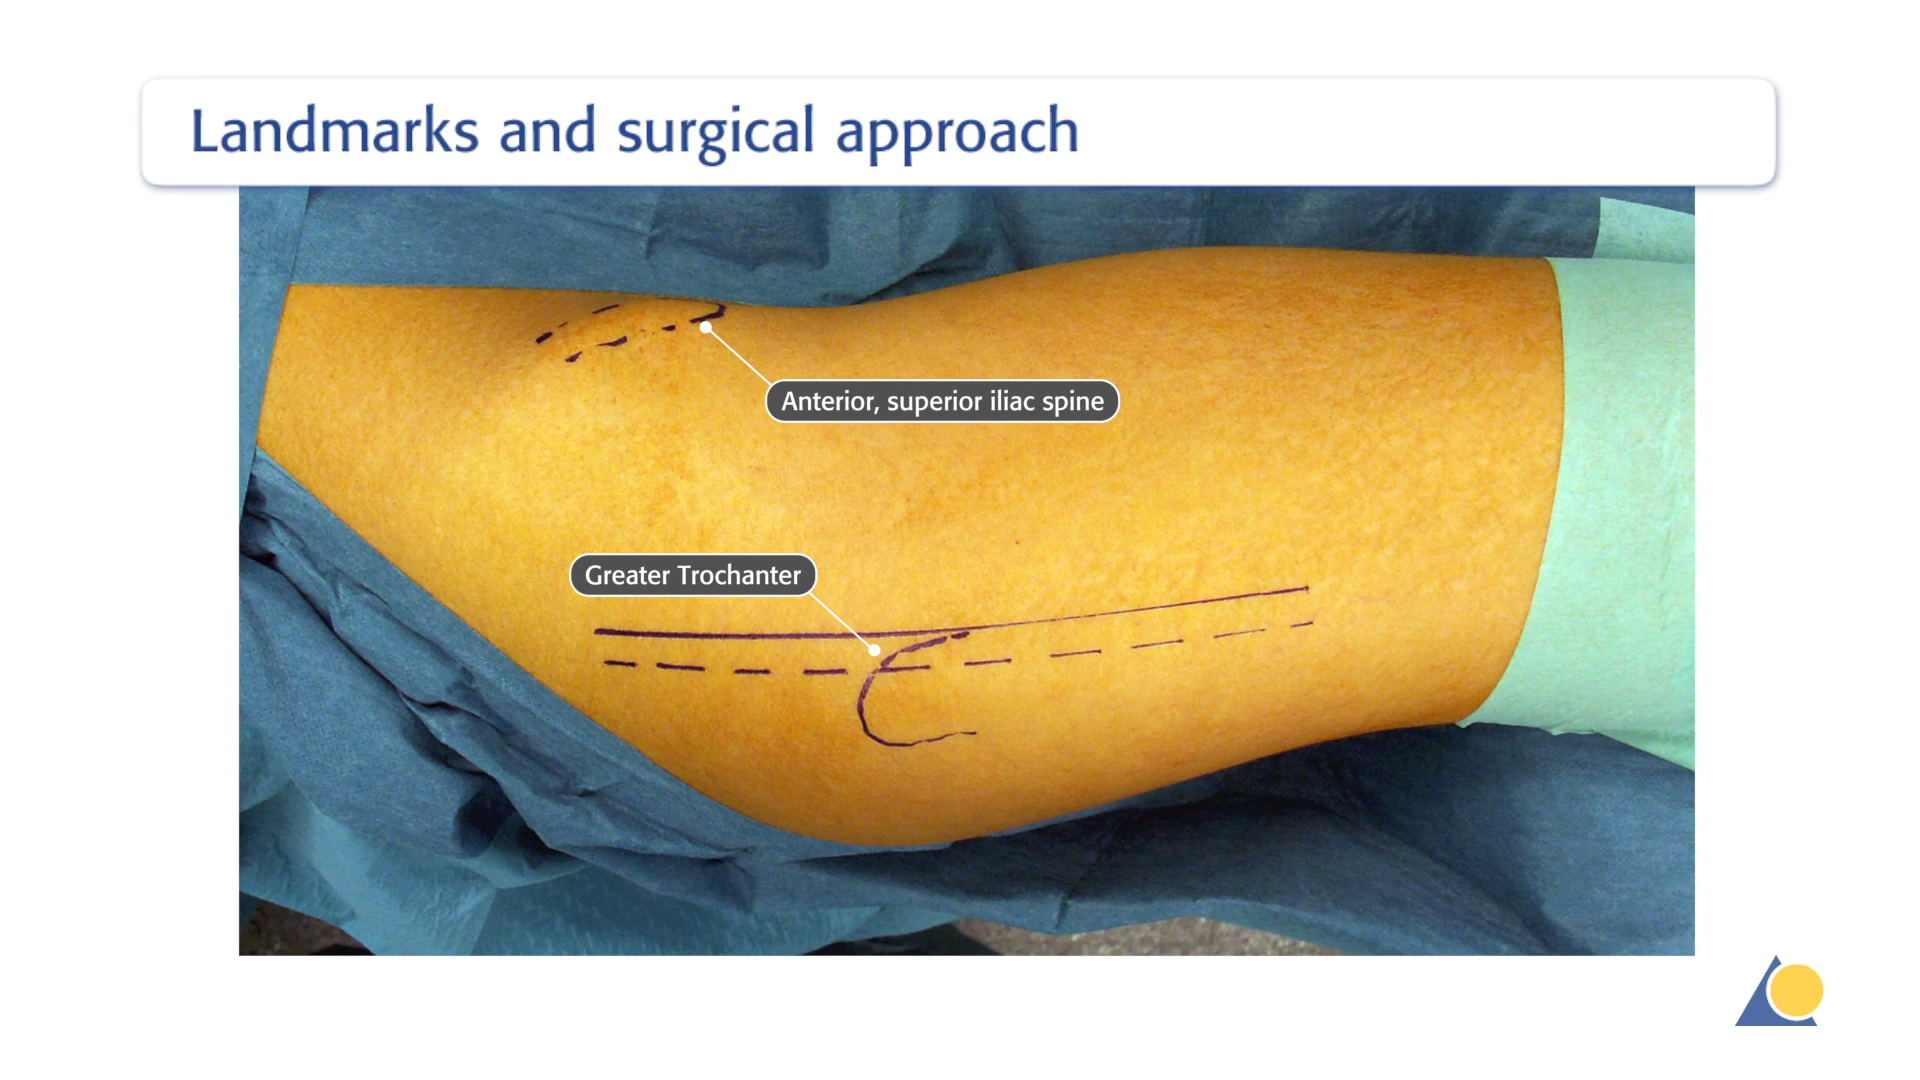 Landmarks and surgical approach
Anterior, superior iliac spine
Greater Trochanter